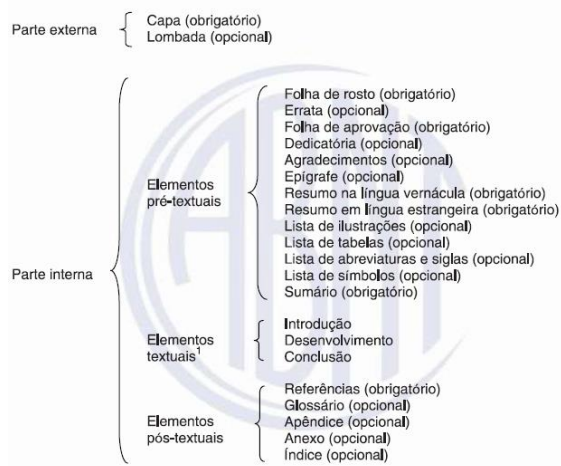 Parte externa
Capa (obrigatório)
Lombada (opcional)
Parte interna
Elementos
pré-textuais
Folha de rosto (obrigatório)
Errata (opcional)
Folha de aprovação (obrigatório)
Dedicatória (opcional)
Agradecimentos (opcional)
Epígrafe (opcional)
Resumo na língua vernácula (obrigatório)
Resumo em língua estrangeira (obrigatório)
Lista de ilustrações (opcional)
Lista de tabelas (opcional)
Lista de abreviaturas e siglas (opcional)
Lista de símbolos (opcional)
Sumário (obrigatório)
Elementos
textuais¹
Introdução
Desenvolvimento
Conclusão
Elementos
pós-textuais
Referências (obrigatório)
Glossário (opcional)
Apêndice (opcional)
Anexo (opcional)
Índice (opcional)
ABNT